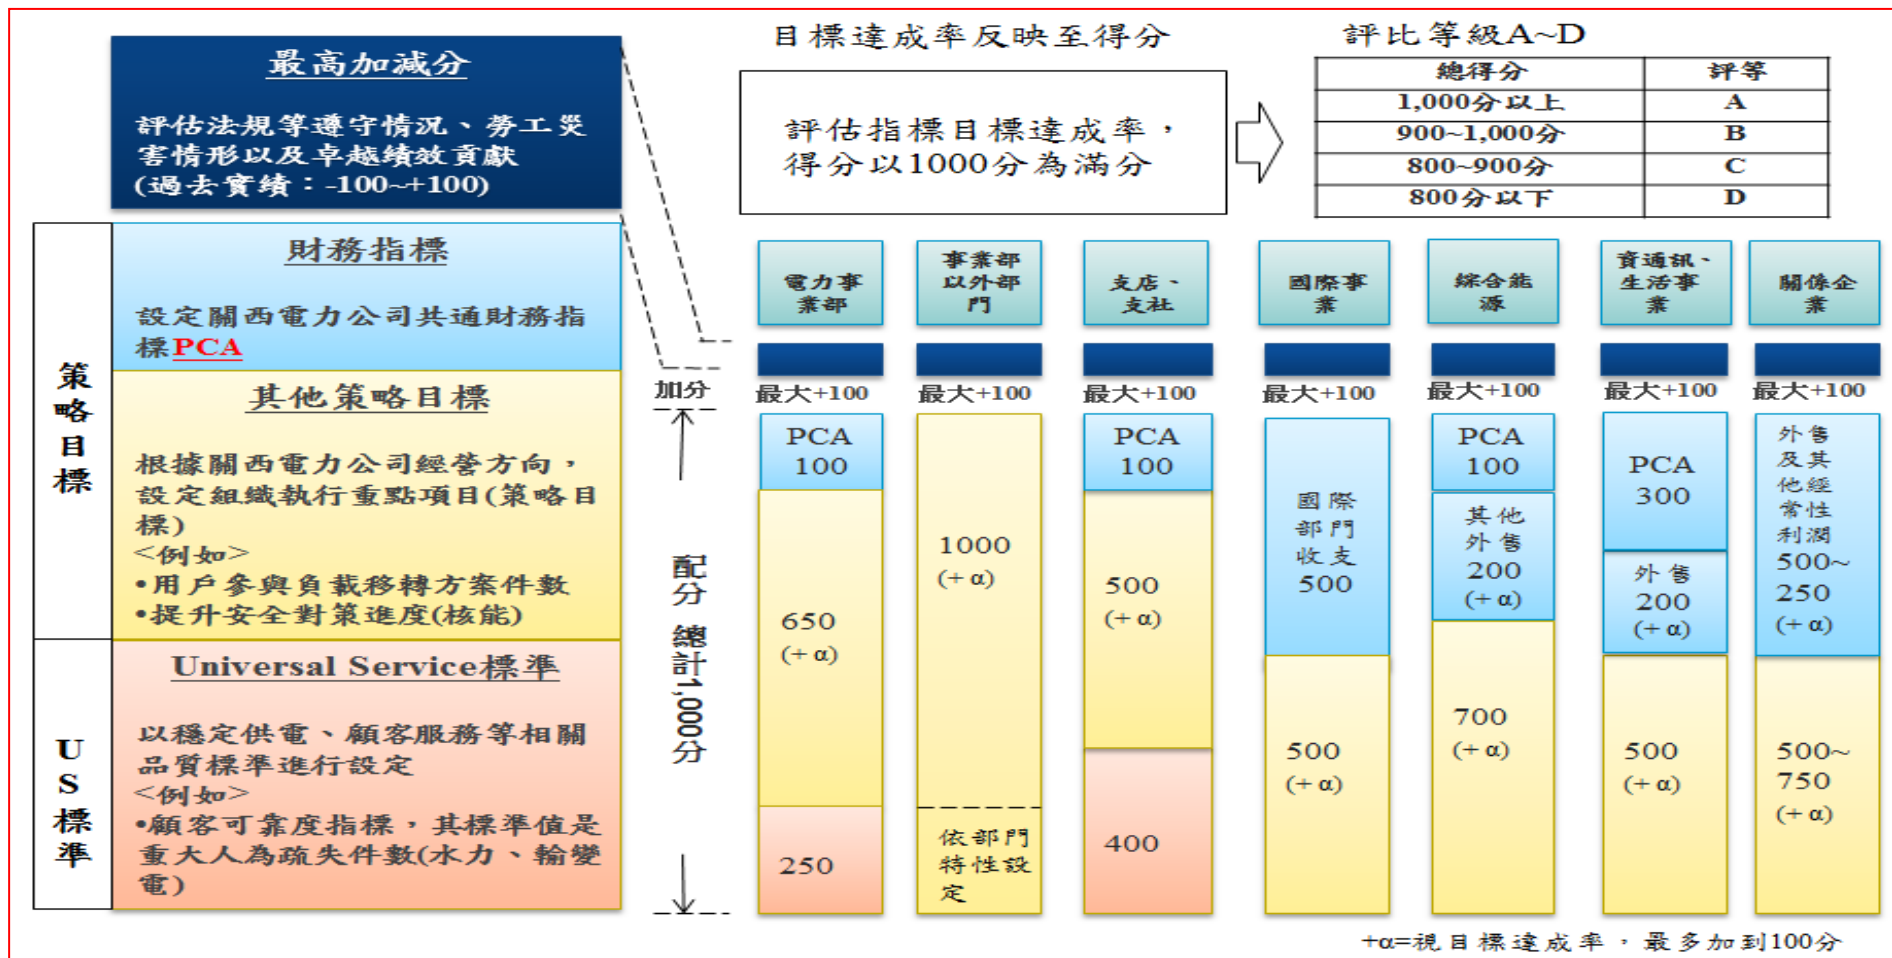 最高加減分
評估法規等遵守情況、勞工災
害情形以及卓越績效貢獻
(過去實績：-100~+100)
目標達成率反映至得分
評估指標目標達成率，
得分以1000分為滿分
評比等級A~D
總得分 評等
1,000分以上 A
900~1,000分 B
800~900分 C
800分以下 D
策略目標
財務指標
設定關西電力公司共通財務指
標PCA
其他策略目標
根據關西電力公司經營方向，
設定組織執行重點項目(策略目
標)
<例如>
•用戶參與負載移轉方案件數
•提升安全對策進度(核能)
US標準
Universal Service標準
以穩定供電、顧客服務等相關
品質標準進行設定
<例如>
•顧客可靠度指標，其標準值是
重大人為疏失件數(水力、輸變
電)
加分
配分 總計1,000分
電力事
業部
最大+100
PCA
100
650
(+ α)
250
事業部
以外部
門
最大+100
1000
(+ α)
依部門
特性設
定
支店、
支社
最大+100
PCA
100
500
(+ α)
400
國際事
業
最大+100
國際
部門
收支
500
500
(+ α)
綜合能
源
最大+100
PCA
100
其他
外售
200
(+ α)
700
(+ α)
資通訊、
生活事
業
最大+100
PCA
300
外售
200
(+ α)
500
(+ α)
關係企
業
最大+100
外售
及其
他經
常性
利潤
500~
250
(+ α)
500~
750
(+ α)
+α=視目標達成率，最多加到100分